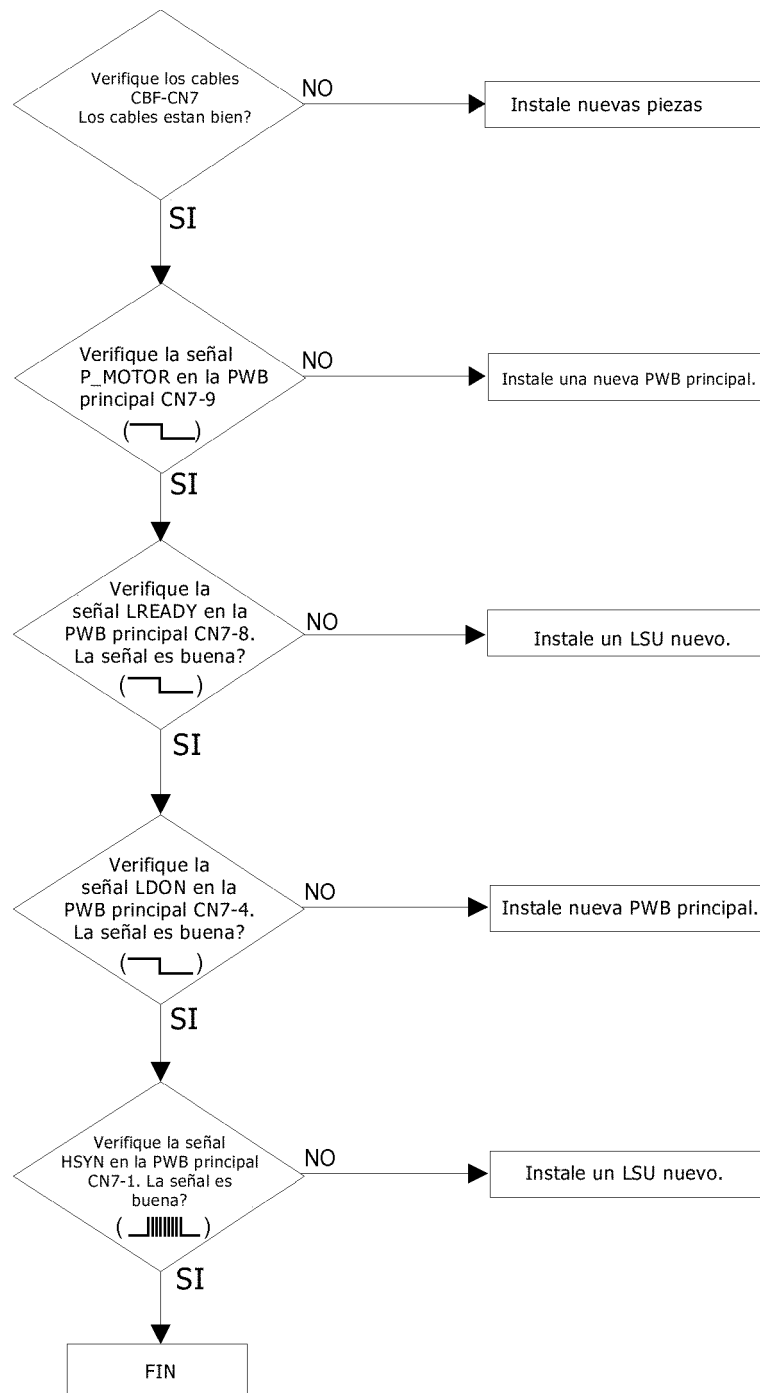 Verifique los cables
CBF-CN7
Los cables estan bien?
NO
Instale nuevas piezas
SI
Verifique la señal
P_MOTOR en la PWB
principal CN7-9
NO
Instale una nueva PWB principal.
SI
Verifique la
señal LREADY en la
PWB principal CN7-8.
La señal es buena?
NO
Instale un LSU nuevo.
SI
Verifique la
señal LDON en la
PWB principal CN7-4.
La señal es buena?
NO
Instale nueva PWB principal.
SI
Verifique la señal
HSYN en la PWB principal
CN7-1. La señal es
buena?
NO
Instale un LSU nuevo.
SI
FIN